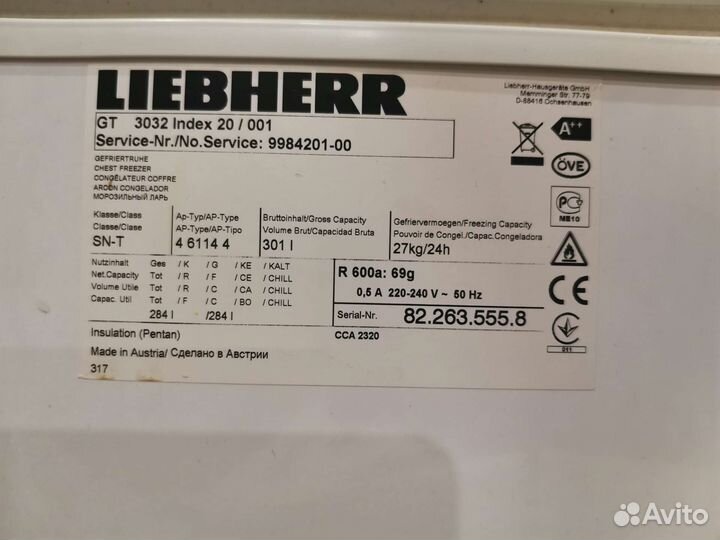 LIEBHERR
Liebherr-Hausgeräte GmbH
Memminger Str. 77-79
D-88416 Ochsenhausen
GT 3032 Index 20 / 001
Service-Nr./No.Service: 9984201-00
A++
ÖVE
GEFRIERTRUHE
CHEST FREEZER
CONGÉLATEUR COFFRE
ARCÓN CONGELADOR
МОРОЗИЛЬНЫЙ ЛАРЬ
РС
ME10
Klasse/Class
Classe/Clase
SN-T
Ap-Typ/AP-Type
AP-Type/AP-Tipo
4 6114 4
Bruttoinhalt/Gross Capacity
Volume Brut/Capacidad Bruta
301 l
Gefriervermoegen/Freezing Capacity
Pouvoir de Congel./Capac.Congeladora
27kg/24h
Nutzinhalt Ges / K / G / KE / KALT
Net.Capacity Tot / R / F / CE / CHILL
Volume Utile Tot / R / C / CA / CHILL
Capac. Util Tot / F / C / BO / CHILL
284 l /284 l
R 600a: 69g
0,5 A 220-240 V ~ 50 Hz
CE
Serial-Nr. 82.263.555.8
011
Insulation (Pentan) CCA 2320
Made in Austria/ Сделано в Австрии
317
Avito